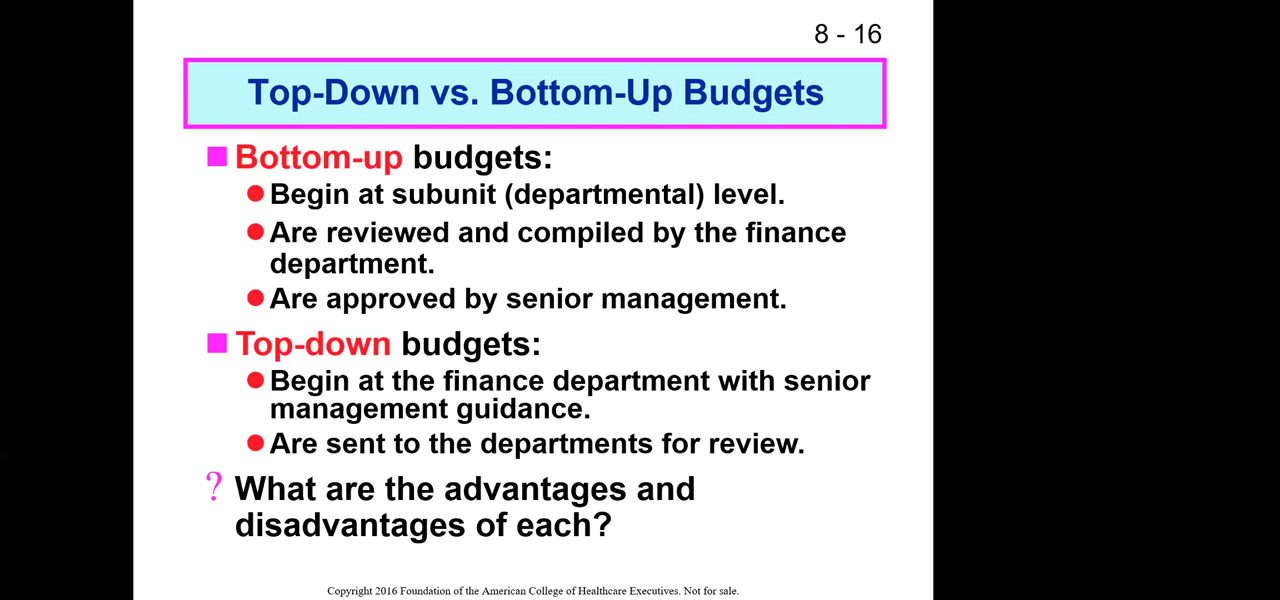 8 - 16
Top-Down vs. Bottom-Up Budgets
Bottom-up budgets:
Begin at subunit (departmental) level.
Are reviewed and compiled by the finance
department.
Are approved by senior management.
Top-down budgets:
Begin at the finance department with senior
management guidance.
Are sent to the departments for review.
? What are the advantages and
disadvantages of each?
Copyright 2016 Foundation of the American College of Healthcare Executives. Not for sale.